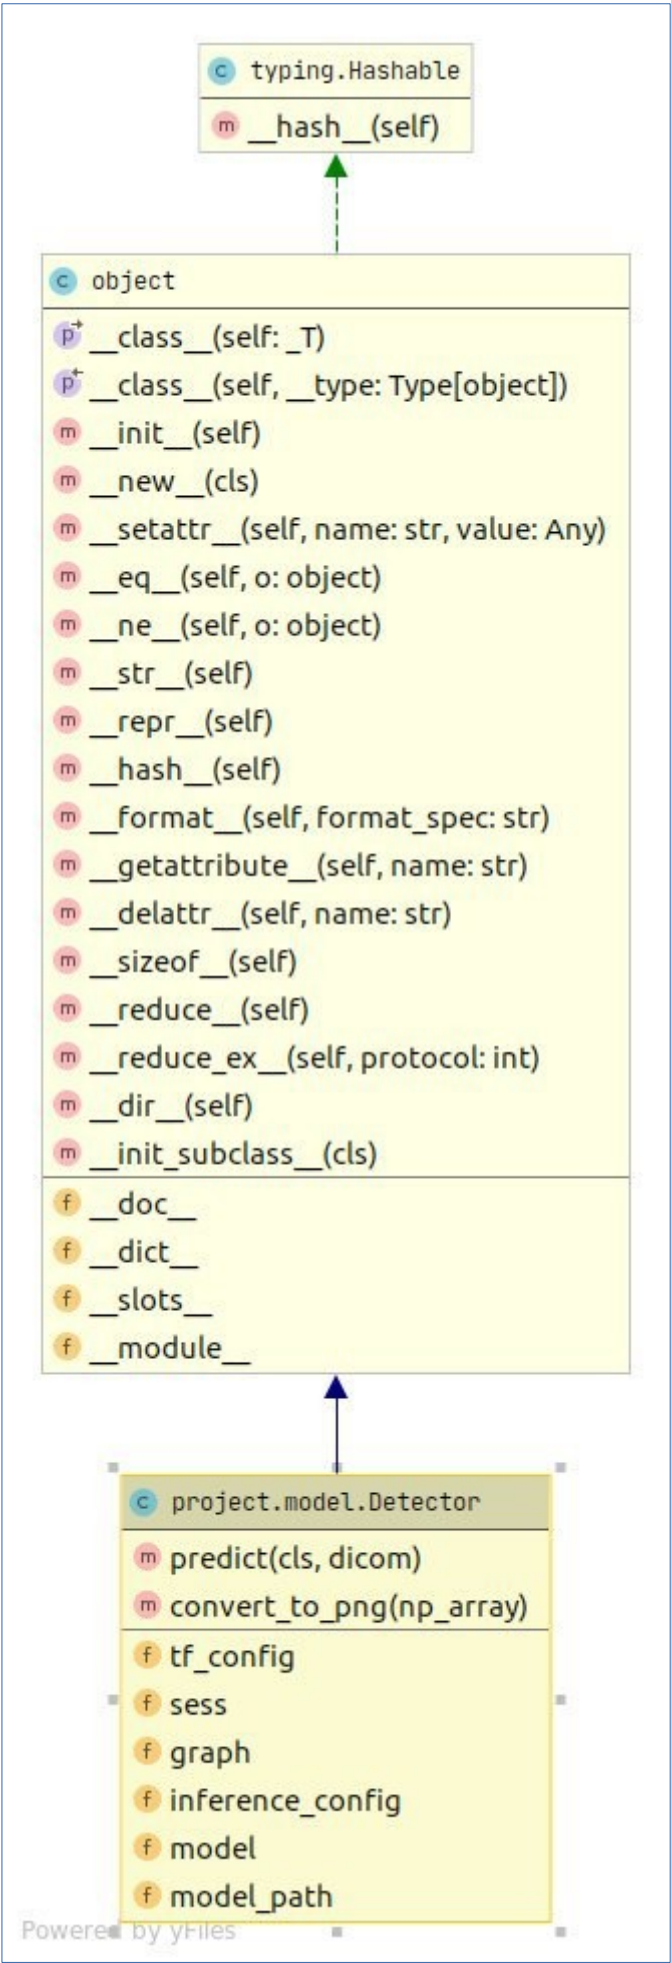 c typing.Hashable
m __hash__(self)
c object
p __class__(self: _T)
p __class__(self, __type: Type[object])
m __init__(self)
m __new__(cls)
m __setattr__(self, name: str, value: Any)
m __eq__(self, o: object)
m __ne__(self, o: object)
m __str__(self)
m __repr__(self)
m __hash__(self)
m __format__(self, format_spec: str)
m __getattribute__(self, name: str)
m __delattr__(self, name: str)
m __sizeof__(self)
m __reduce__(self)
m __reduce_ex__(self, protocol: int)
m __dir__(self)
m __init_subclass__(cls)
f __doc__
f __dict__
f __slots__
f __module__
c project.model.Detector
m predict(cls, dicom)
m convert_to_png(np_array)
f tf_config
f sess
f graph
f inference_config
f model
f model_path
Powered by yFiles